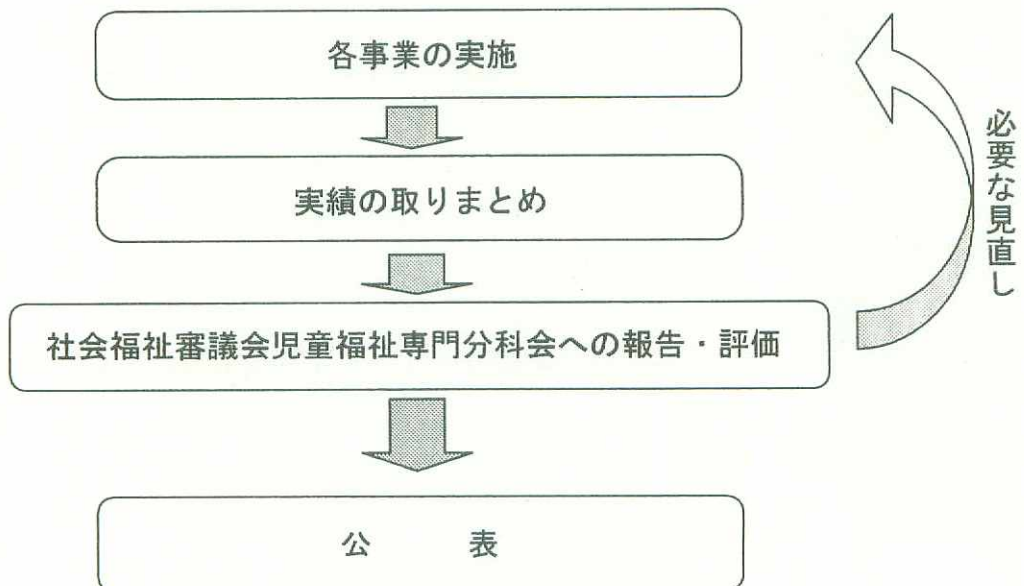 各事業の実施
実績の取りまとめ
社会福祉審議会児童福祉専門分科会への報告・評価
公　表
必要な見直し